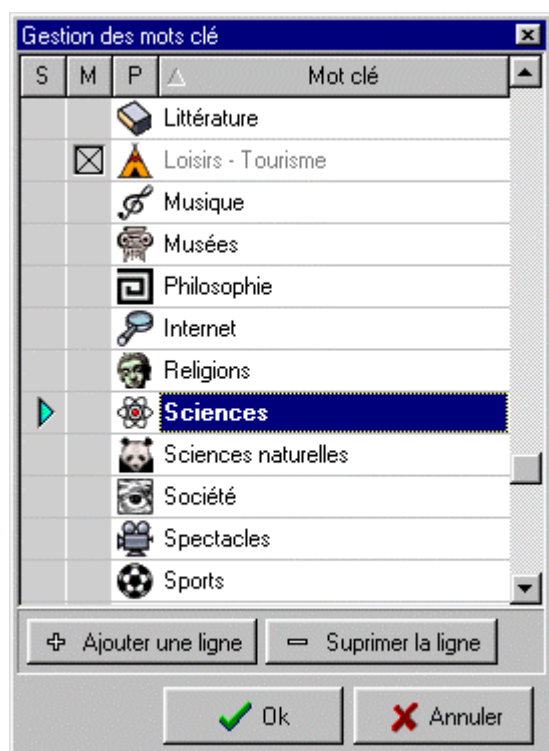 Gestion des mots clé
S M P Mot clé
Littérature
Loisirs - Tourisme
Musique
Musées
Philosophie
Internet
Religions
Sciences
Sciences naturelles
Société
Spectacles
Sports
Ajouter une ligne Suprimer la ligne
Ok Annuler